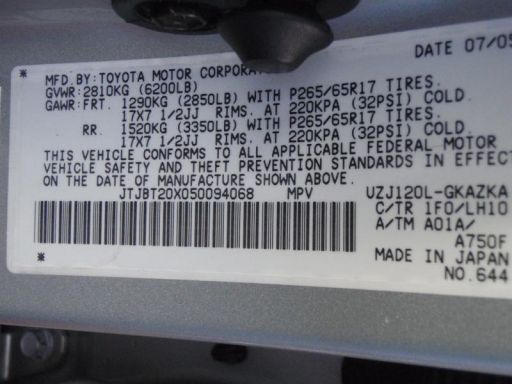 MFD.BY:TOYOTA MOTOR CORPORAT DATE 07/05
GVWR:2810KG (6200LB)
GAWR:FRT. 1290KG (2850LB) WITH P265/65R17 TIRES.
17X7 1/2JJ RIMS. AT 220KPA (32PSI) COLD.
RR. 1520KG (3350LB) WITH P265/65R17 TIRES.
17X7 1/2JJ RIMS. AT 220KPA (32PSI) COLD.
THIS VEHICLE CONFORMS TO ALL APPLICABLE FEDERAL MOTOR
VEHICLE SAFETY AND THEFT PREVENTION STANDARDS IN EFFECT
ON THE DATE OF MANUFACTURE SHOWN ABOVE.
JTJBT20X050094068 MPV UZJ120L-GKAZKA
C/TR 1F0/LH10
A/TM A01A/
A750F
MADE IN JAPAN
NO.644